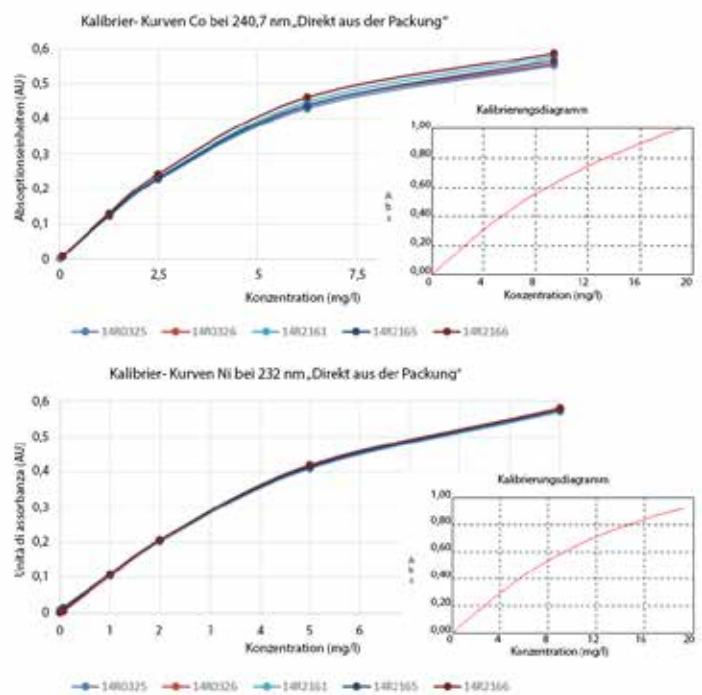 Kalibrier- Kurven Co bei 240,7 nm„Direkt aus der Packung“
Absorptionseinheiten (AU)
0,6
0,5
0,4
0,3
0,2
0,1
0
0
2,5
5
7,5
Konzentration (mg/l)
Kalibrierungsdiagramm
Abs
1,00
0,80
0,60
0,40
0,20
0,00
0
4
8
12
16
20
Konzentration (mg/l)
14R0325
14R0326
14R2161
14R2165
14R2166
Kalibrier- Kurven Ni bei 232 nm„Direkt aus der Packung“
Unità di assorbanza (AU)
0,6
0,5
0,4
0,3
0,2
0,1
0
0
1
2
1
4
5
6
Konzentration (mg/l)
Kalibrierungsdiagramm
Abs
1,00
0,80
0,60
0,40
0,20
0,00
0
4
8
12
16
20
Konzentration (mg/l)
14R0325
14R0326
14R2161
14R2165
14R2166